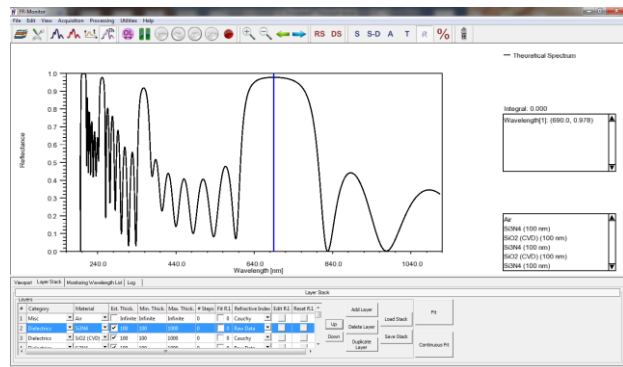 FR-Monitor
File Edit View Acquisition Processing Utilities Help
RS DS S S-D A T R %
Theoretical Spectrum
Integral: 0.000
Wavelength[1]: (690.0, 0.978)
Reflectance
1.0
0.9
0.8
0.7
0.6
0.5
0.4
0.3
0.2
0.1
0.0
240.0 440.0 640.0 840.0 1040.0
Wavelength [nm]
Air
Si3N4 (100 nm)
SiO2 (CVD) (100 nm)
Si3N4 (100 nm)
SiO2 (CVD) (100 nm)
Si3N4 (100 nm)
Viewport Layer Stack Monitoring Wavelength List Log
Layer Stack
Layers
# Category Material Est. Thick. Min. Thick. Max. Thick. # Steps Fit R.I. Refractive Index Edit R.I. Reset R.I.
1 Misc Air Infinite Infinite Infinite 0 0 Cauchy
2 Dielectrics Si3N4 100 100 1000 0 0 Raw Data
3 Dielectrics SiO2 (CVD) 100 100 1000 0 0 Cauchy
Up
Down
Add Layer
Delete Layer
Duplicate Layer
Load Stack
Save Stack
Fit
Continuous Fit